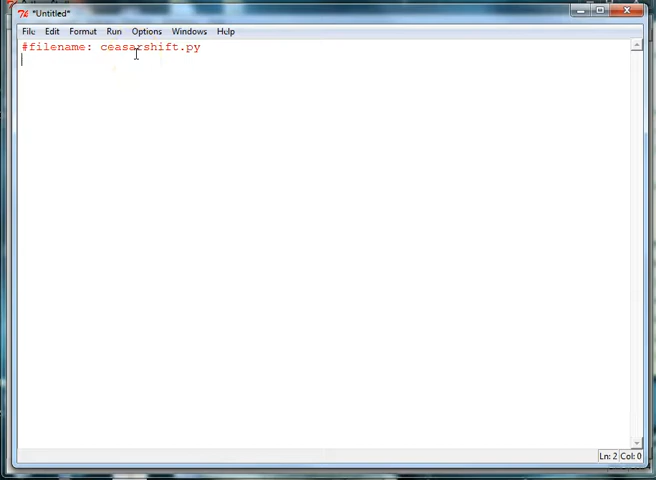 *Untitled*
File Edit Format Run Options Windows Help
#filename: ceasarshift.py
Ln: 2 Col: 0